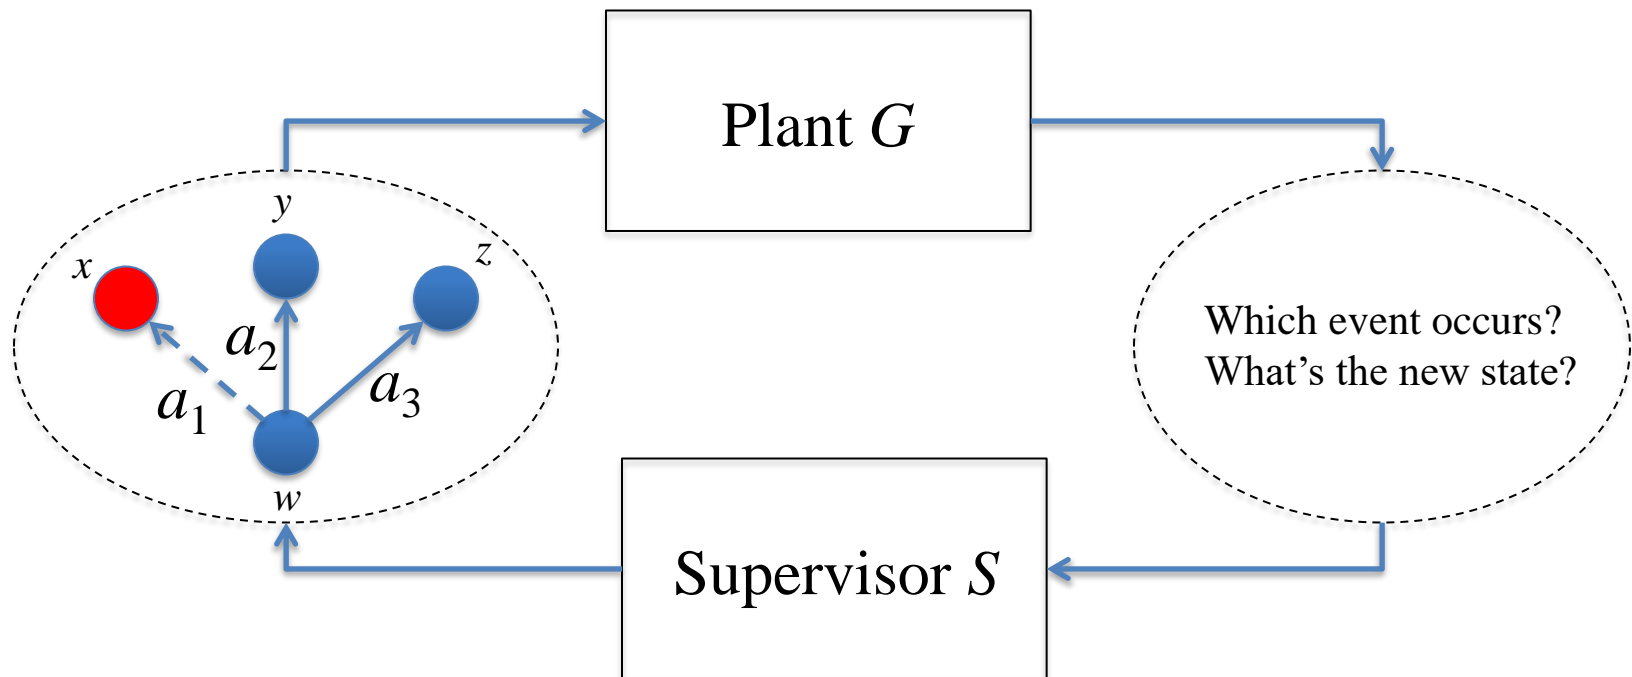 Plant G
y
x
z
a2
a3
a1
w
Which event occurs?
What’s the new state?
Supervisor S